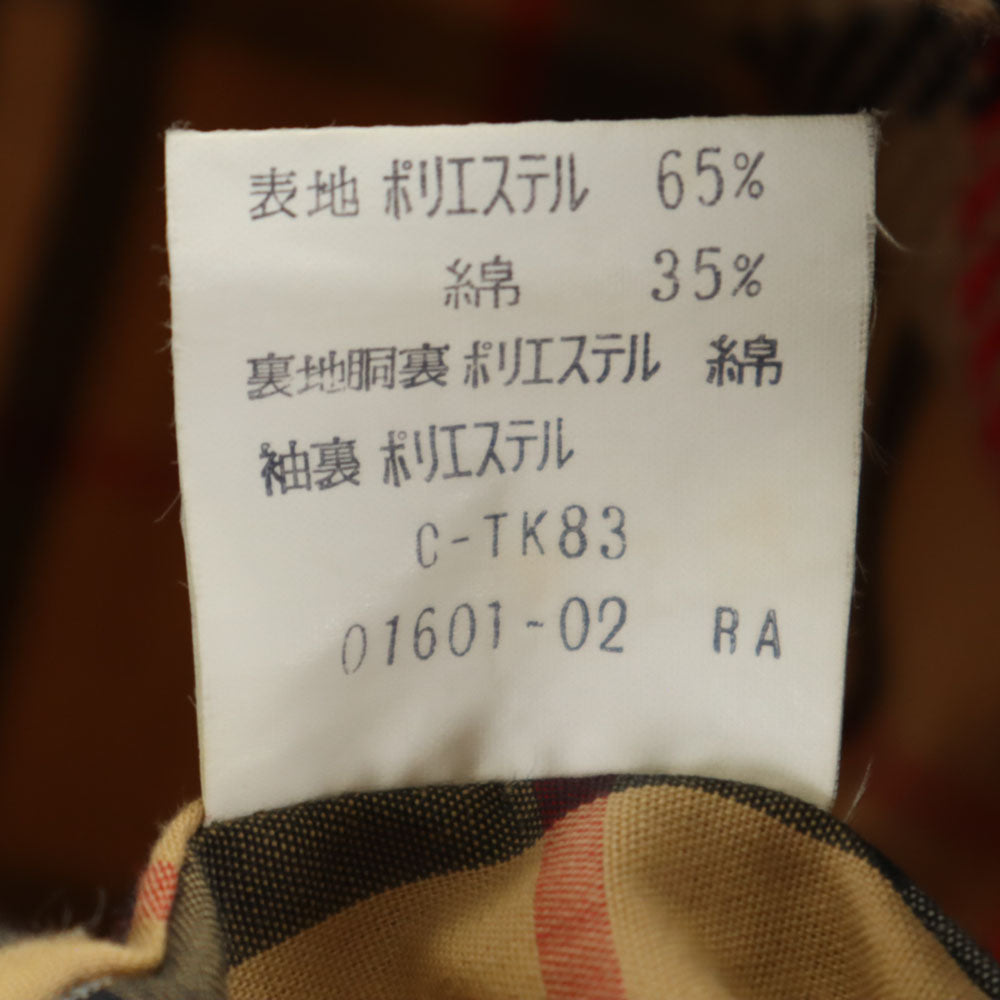 表地 ポリエステル 65%
綿 35%
裏地胴裏 ポリエステル 綿
袖裏 ポリエステル
C-TK83
01601-02 RA